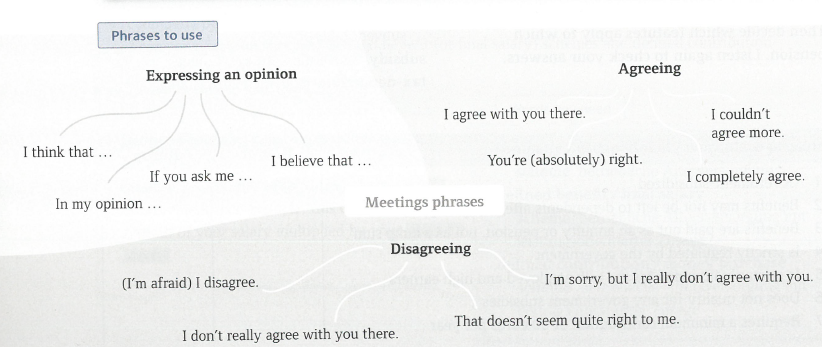 Phrases to use
Expressing an opinion
I think that …
In my opinion …
If you ask me …
I believe that …
Agreeing
I agree with you there.
I couldn't
agree more.
You're (absolutely) right.
I completely agree.
Meetings phrases
Disagreeing
(I'm afraid) I disagree.
I don't really agree with you there.
That doesn't seem quite right to me.
I'm sorry, but I really don't agree with you.